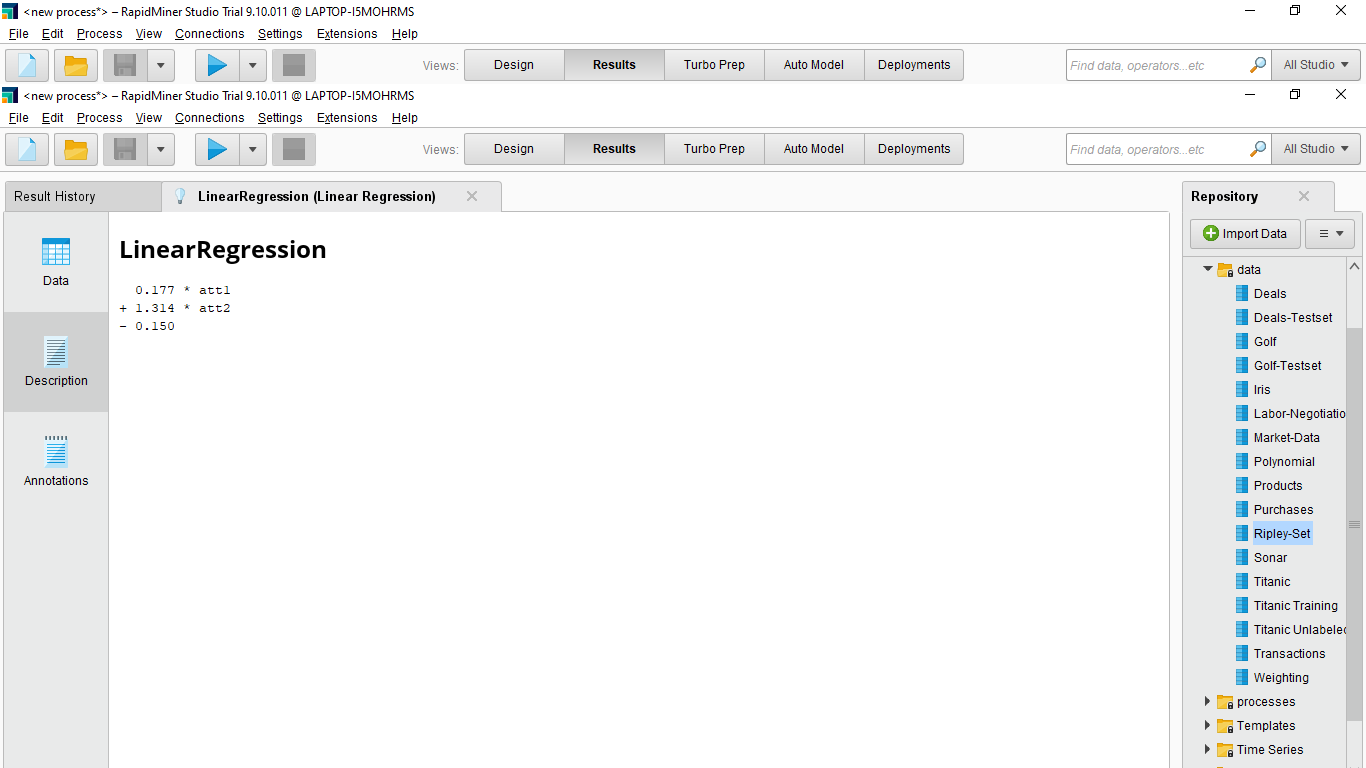 <new process*> – RapidMiner Studio Trial 9.10.011 @ LAPTOP-I5MOHRMS
File Edit Process View Connections Settings Extensions Help
Views: Design Results Turbo Prep Auto Model Deployments Find data, operators...etc All Studio
<new process*> – RapidMiner Studio Trial 9.10.011 @ LAPTOP-I5MOHRMS
File Edit Process View Connections Settings Extensions Help
Views: Design Results Turbo Prep Auto Model Deployments Find data, operators...etc All Studio
Result History LinearRegression (Linear Regression)
Data
Description
Annotations
LinearRegression
0.177 * att1
+ 1.314 * att2
- 0.150
Repository
Import Data
data
Deals
Deals-Testset
Golf
Golf-Testset
Iris
Labor-Negotiatio
Market-Data
Polynomial
Products
Purchases
Ripley-Set
Sonar
Titanic
Titanic Training
Titanic Unlabeled
Transactions
Weighting
processes
Templates
Time Series